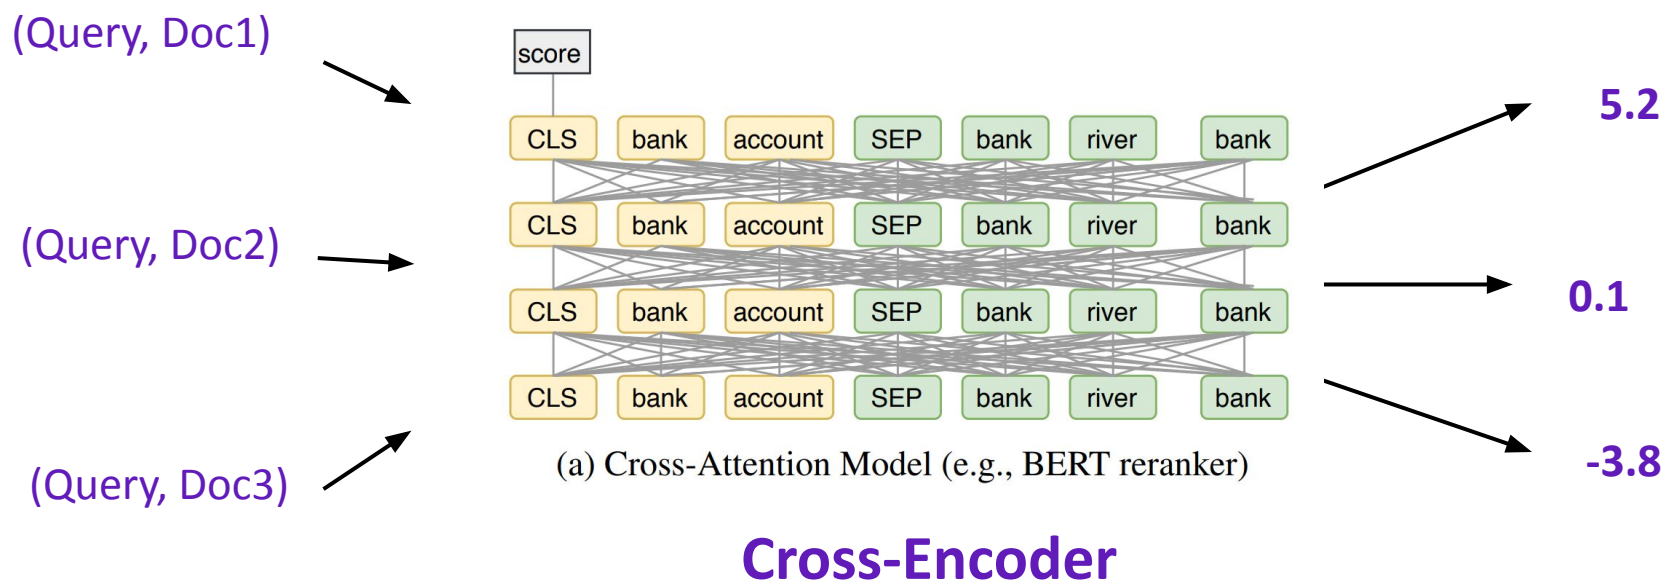 (Query, Doc1)
score
5.2
CLS bank account SEP bank river bank
CLS bank account SEP bank river bank
(Query, Doc2)
0.1
CLS bank account SEP bank river bank
CLS bank account SEP bank river bank
(a) Cross-Attention Model (e.g., BERT reranker)
-3.8
(Query, Doc3)
Cross-Encoder